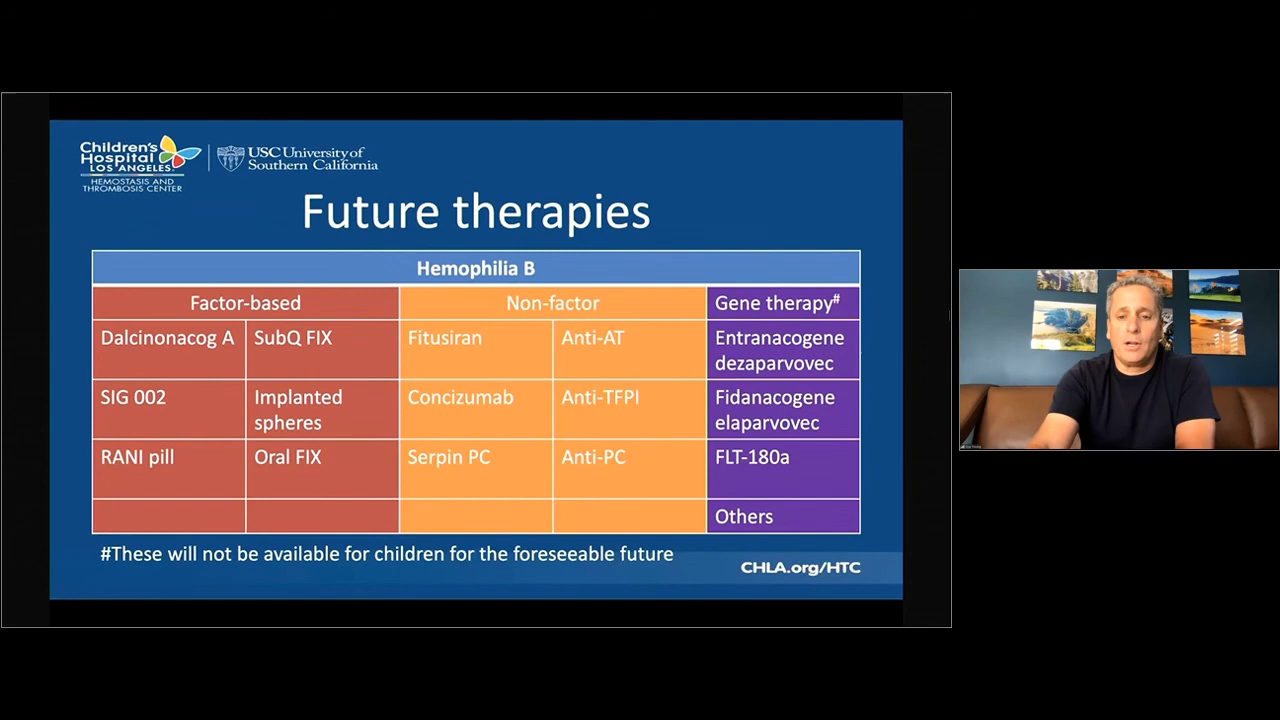 Children's
Hospital
LOS ANGELES
HEMOSTASIS AND
THROMBOSIS CENTER
USC University of
Southern California
Future therapies
Hemophilia B
Factor-based
Non-factor
Gene therapy#
Dalcinonacog A
SubQ FIX
Fitusiran
Anti-AT
Entranacogene
dezaparvovec
SIG 002
Implanted
spheres
Concizumab
Anti-TFPI
Fidanacogene
elaparvovec
RANI pill
Oral FIX
Serpin PC
Anti-PC
FLT-180a
Others
#These will not be available for children for the foreseeable future
CHLA.org/HTC